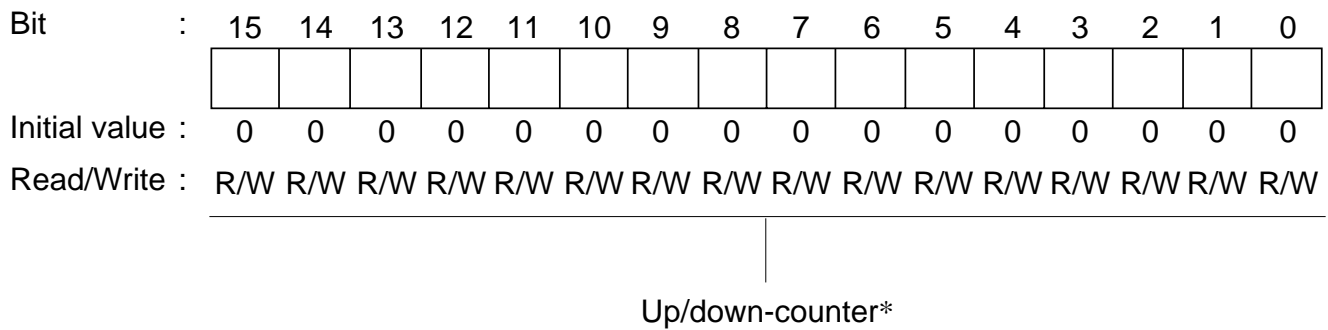 Bit : 15 14 13 12 11 10 9 8 7 6 5 4 3 2 1 0
Initial value : 0 0 0 0 0 0 0 0 0 0 0 0 0 0 0 0
Read/Write : R/W R/W R/W R/W R/W R/W R/W R/W R/W R/W R/W R/W R/W R/W R/W R/W
Up/down-counter*